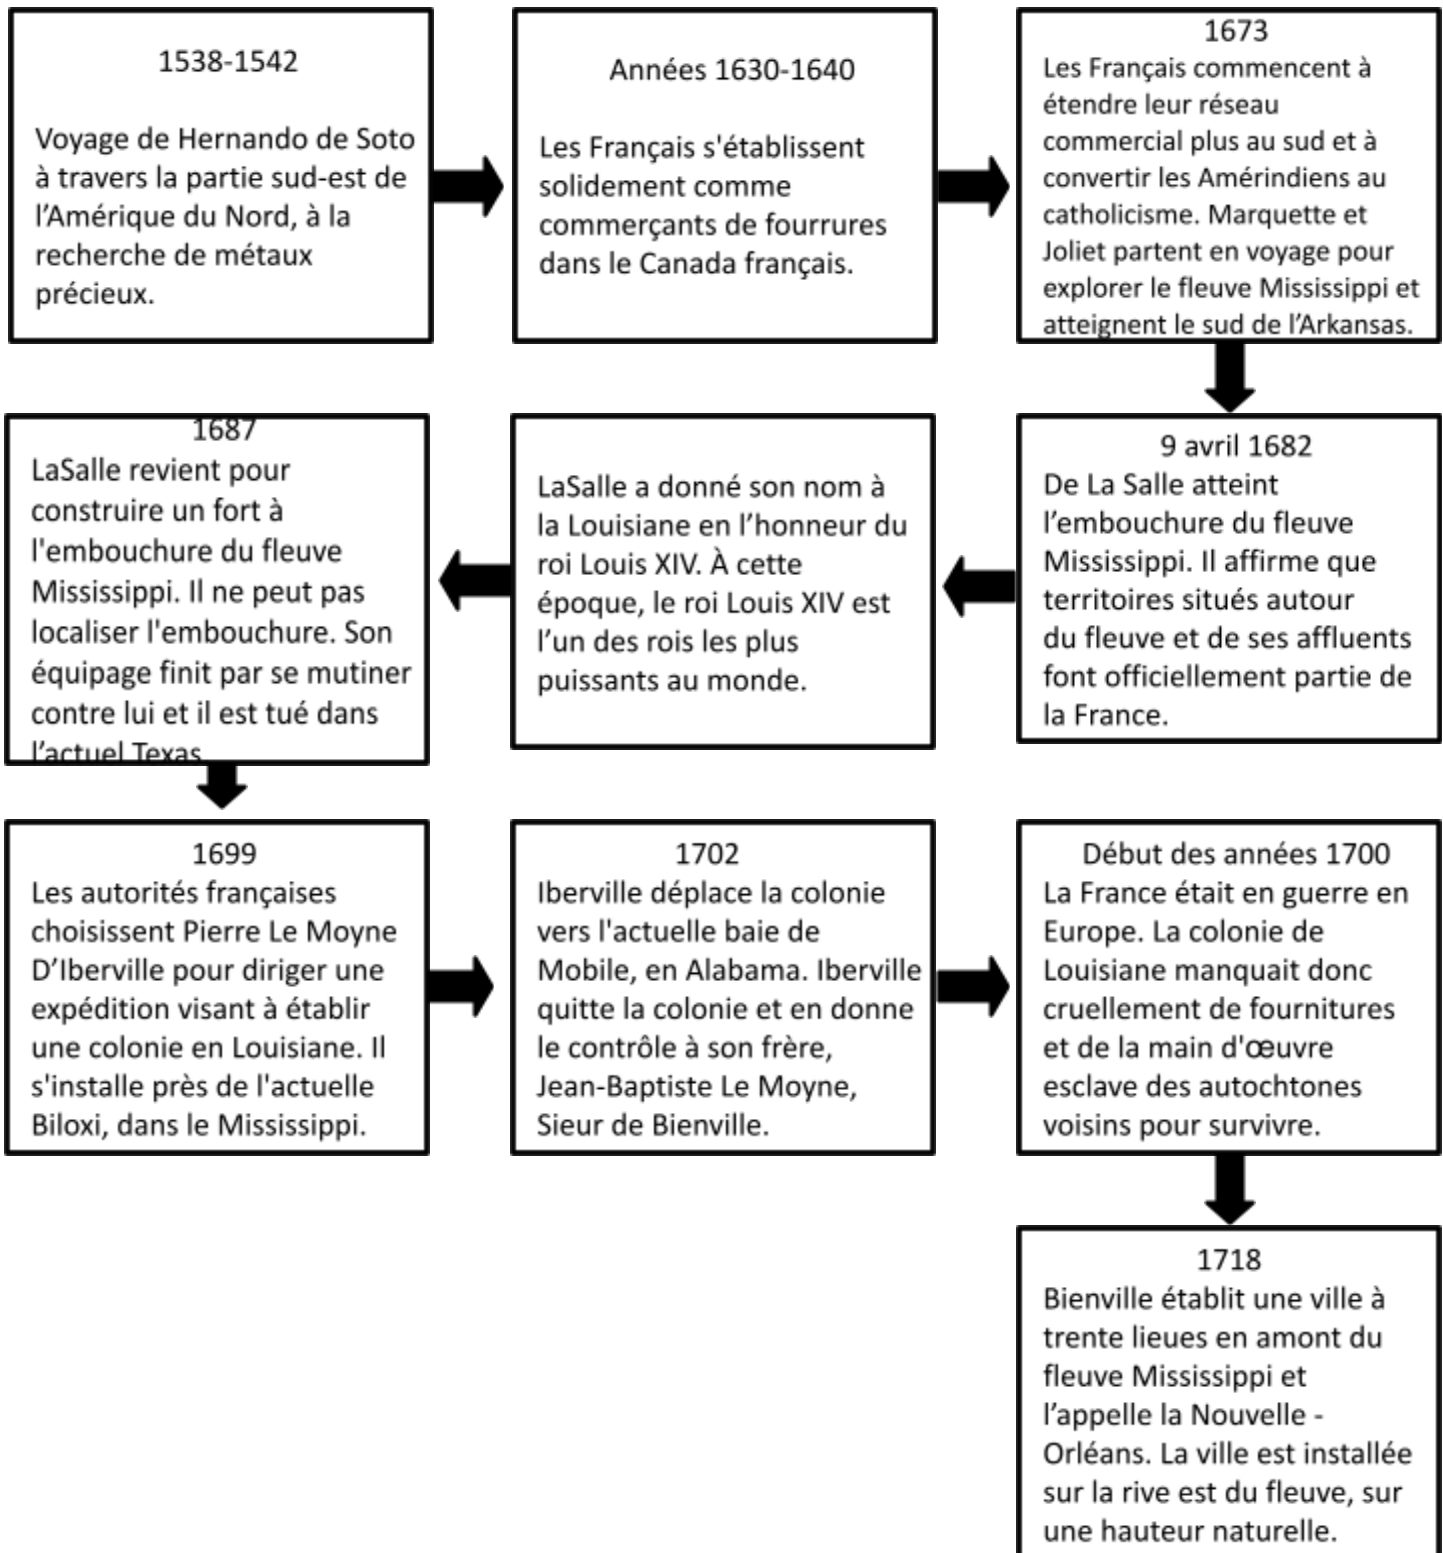 1538-1542
Voyage de Hernando de Soto
à travers la partie sud-est de
l’Amérique du Nord, à la
recherche de métaux
précieux.
Années 1630-1640
Les Français s'établissent
solidement comme
commerçants de fourrures
dans le Canada français.
1673
Les Français commencent à
étendre leur réseau
commercial plus au sud et à
convertir les Amérindiens au
catholicisme. Marquette et
Joliet partent en voyage pour
explorer le fleuve Mississippi et
atteignent le sud de l’Arkansas.
9 avril 1682
De La Salle atteint
l’embouchure du fleuve
Mississippi. Il affirme que
territoires situés autour
du fleuve et de ses affluents
font officiellement partie de
la France.
LaSalle a donné son nom à
la Louisiane en l’honneur du
roi Louis XIV. À cette
époque, le roi Louis XIV est
l’un des rois les plus
puissants au monde.
1687
LaSalle revient pour
construire un fort à
l'embouchure du fleuve
Mississippi. Il ne peut pas
localiser l'embouchure. Son
équipage finit par se mutiner
contre lui et il est tué dans
l’actuel Texas
1699
Les autorités françaises
choisissent Pierre Le Moyne
D’Iberville pour diriger une
expédition visant à établir
une colonie en Louisiane. Il
s'installe près de l'actuelle
Biloxi, dans le Mississippi.
1702
Iberville déplace la colonie
vers l'actuelle baie de
Mobile, en Alabama. Iberville
quitte la colonie et en donne
le contrôle à son frère,
Jean-Baptiste Le Moyne,
Sieur de Bienville.
Début des années 1700
La France était en guerre en
Europe. La colonie de
Louisiane manquait donc
cruellement de fournitures
et de la main d'œuvre
esclave des autochtones
voisins pour survivre.
1718
Bienville établit une ville à
trente lieues en amont du
fleuve Mississippi et
l’appelle la Nouvelle -
Orléans. La ville est installée
sur la rive est du fleuve, sur
une hauteur naturelle.